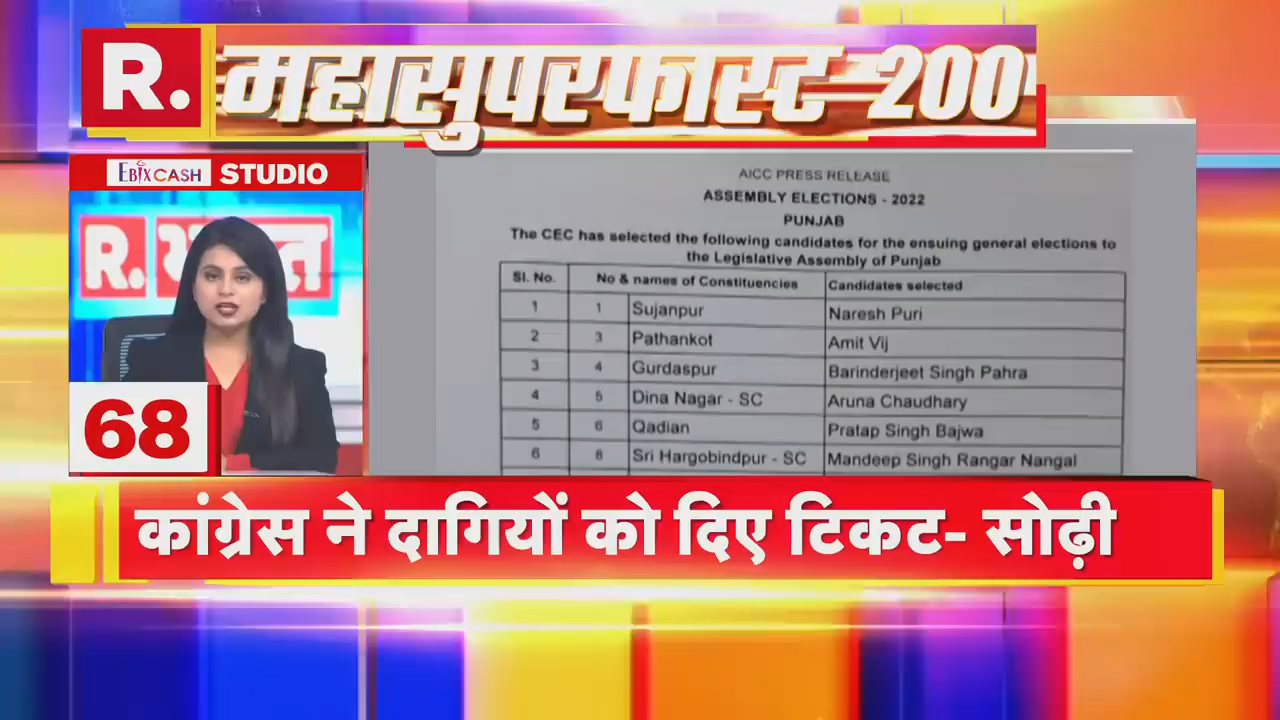 R. महासुपरफास्ट-200
EbixCASH STUDIO
R. भारत
68
AICC PRESS RELEASE
ASSEMBLY ELECTIONS - 2022
PUNJAB
The CEC has selected the following candidates for the ensuing general elections to
the Legislative Assembly of Punjab
Sl. No. No & names of Constituencies Candidates selected
1 1 Sujanpur Naresh Puri
2 3 Pathankot Amit Vij
3 4 Gurdaspur Barinderjeet Singh Pahra
4 5 Dina Nagar - SC Aruna Chaudhary
5 6 Qadian Pratap Singh Bajwa
6 8 Sri Hargobindpur - SC Mandeep Singh Rangar Nangal
कांग्रेस ने दागियों को दिए टिकट- सोढ़ी